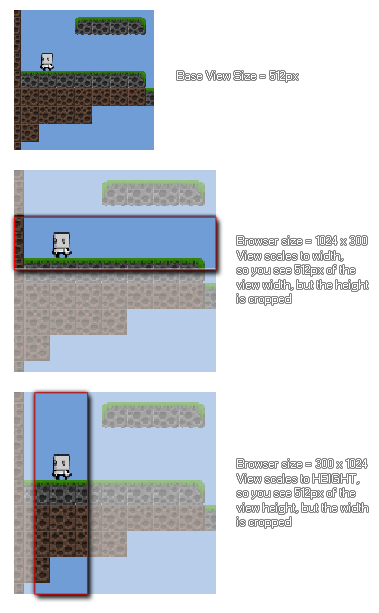 Base View Size = 512px
Browser size = 1024 x 300
View scales to width,
so you see 512px of the
view width, but the height
is cropped
Browser size = 300 x 1024
View scales to HEIGHT,
so you see 512px of the
view height, but the width
is cropped